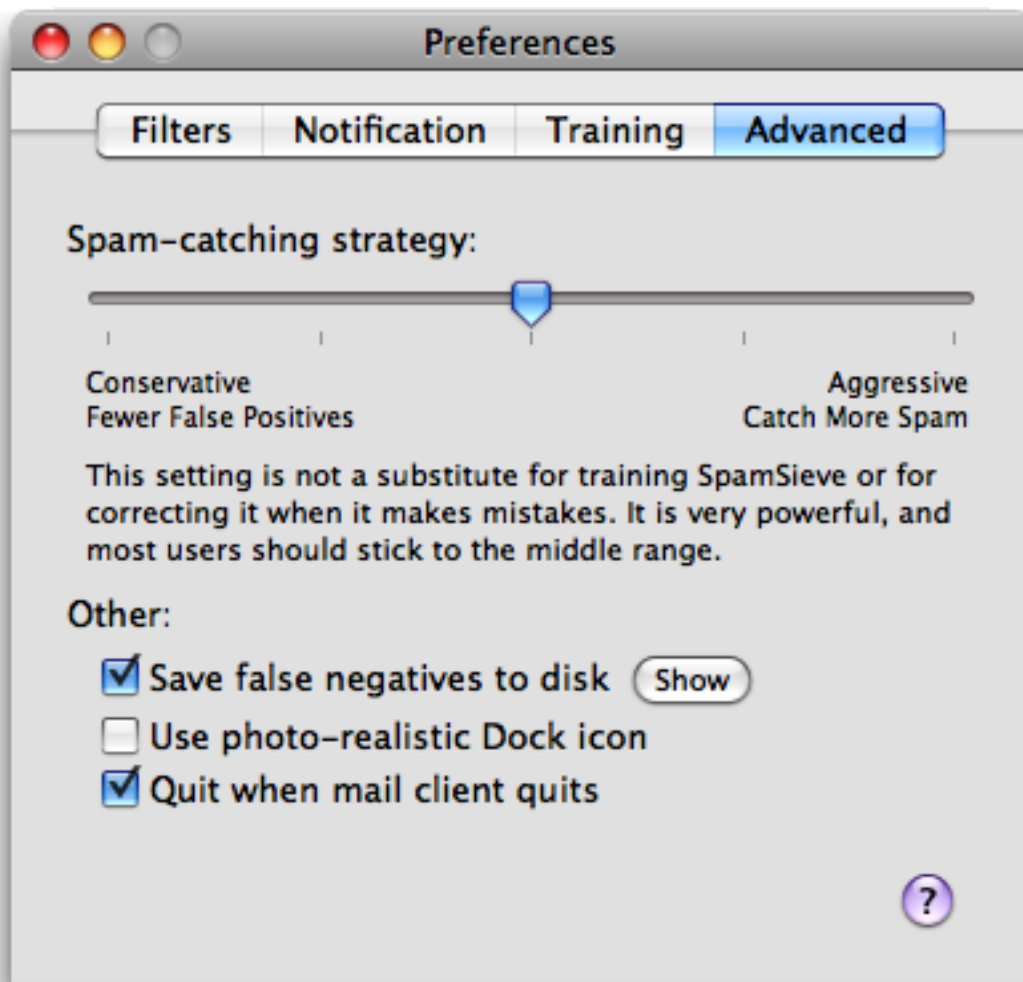 Preferences
Filters Notification Training Advanced
Spam-catching strategy:
Conservative Aggressive
Fewer False Positives Catch More Spam
This setting is not a substitute for training SpamSieve or for
correcting it when it makes mistakes. It is very powerful, and
most users should stick to the middle range.
Other:
Save false negatives to disk Show
Use photo-realistic Dock icon
Quit when mail client quits
?